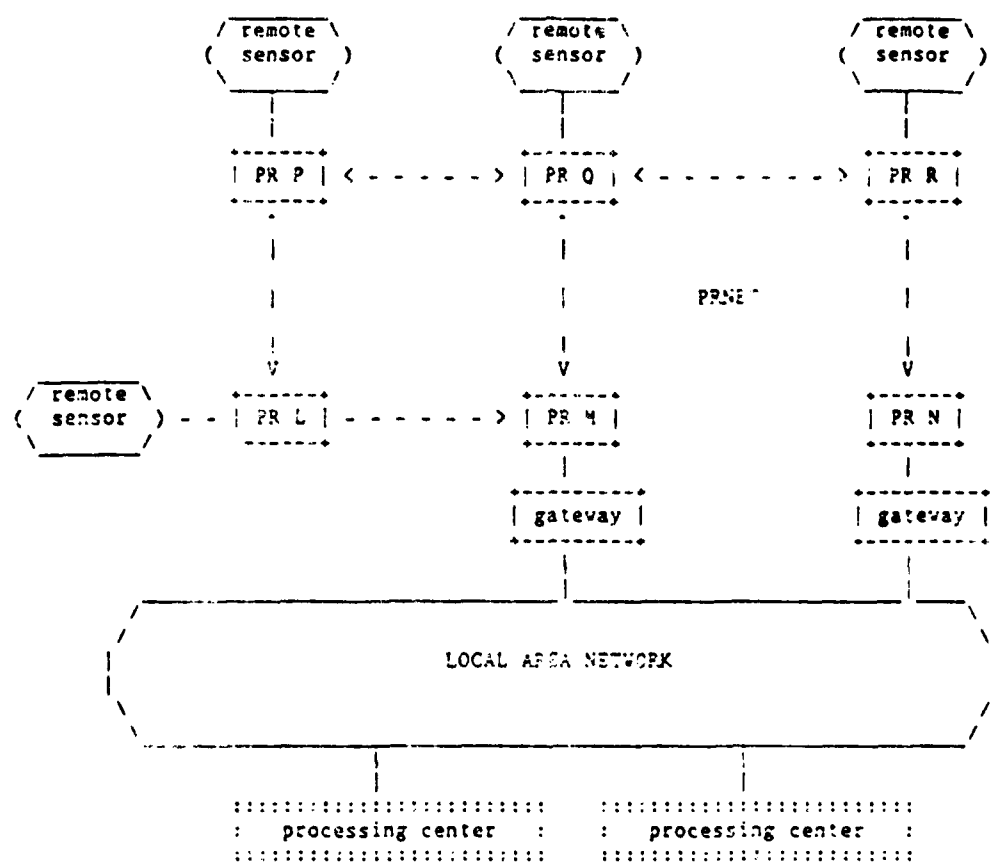 remote remote remote
sensor sensor sensor
PR P PR Q PR R
PRNET
remote
sensor PR L PR M PR N
gateway gateway
LOCAL AREA NETWORK
processing center processing center